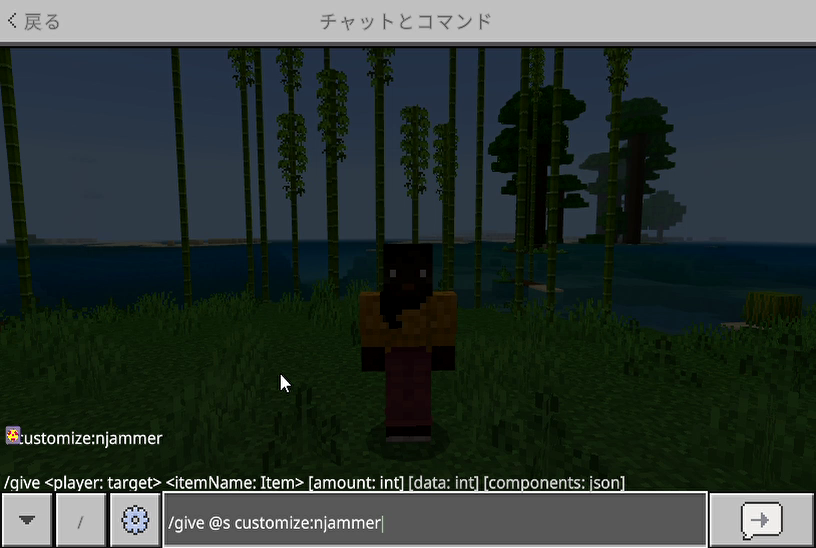 戻る
チャットとコマンド
customize:njammer
/give <player: target> <itemName: Item> [amount: int] [data: int] [components: json]
/
/give @s customize:njammer